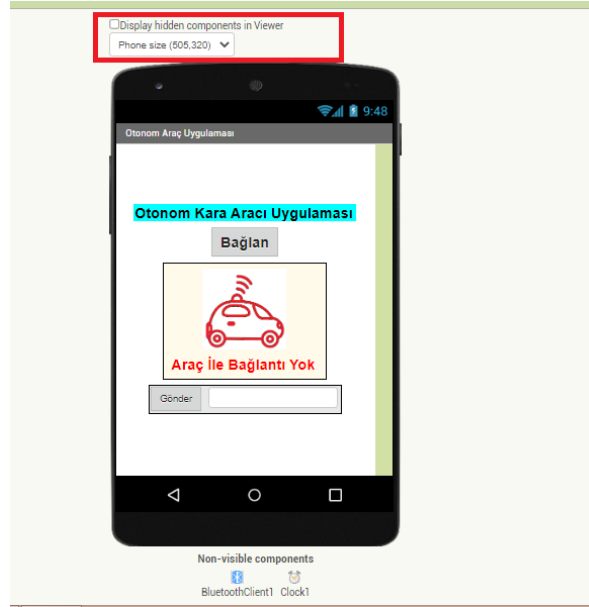 Display hidden components in Viewer
Phone size (505,320)
9:48
Otonom Araç Uygulaması
Otonom Kara Aracı Uygulaması
Bağlan
Araç İle Bağlantı Yok
Gönder
Non-visible components
BluetoothClient1 Clock1